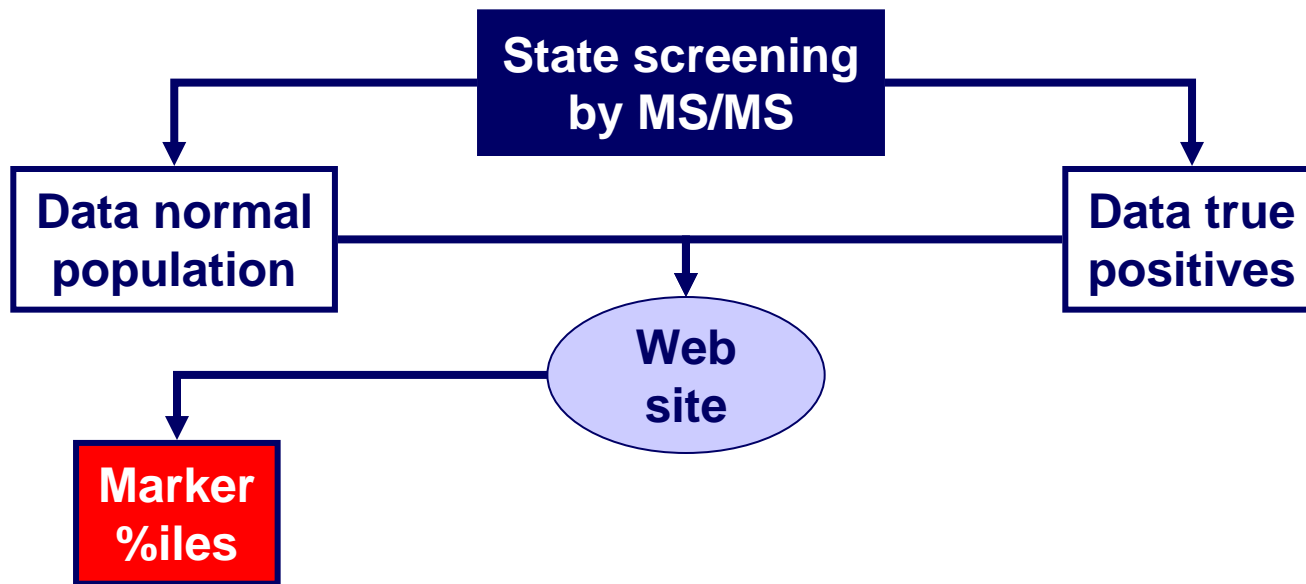 State screening
by MS/MS
Data normal
population
Data true
positives
Web
site
Marker
%iles